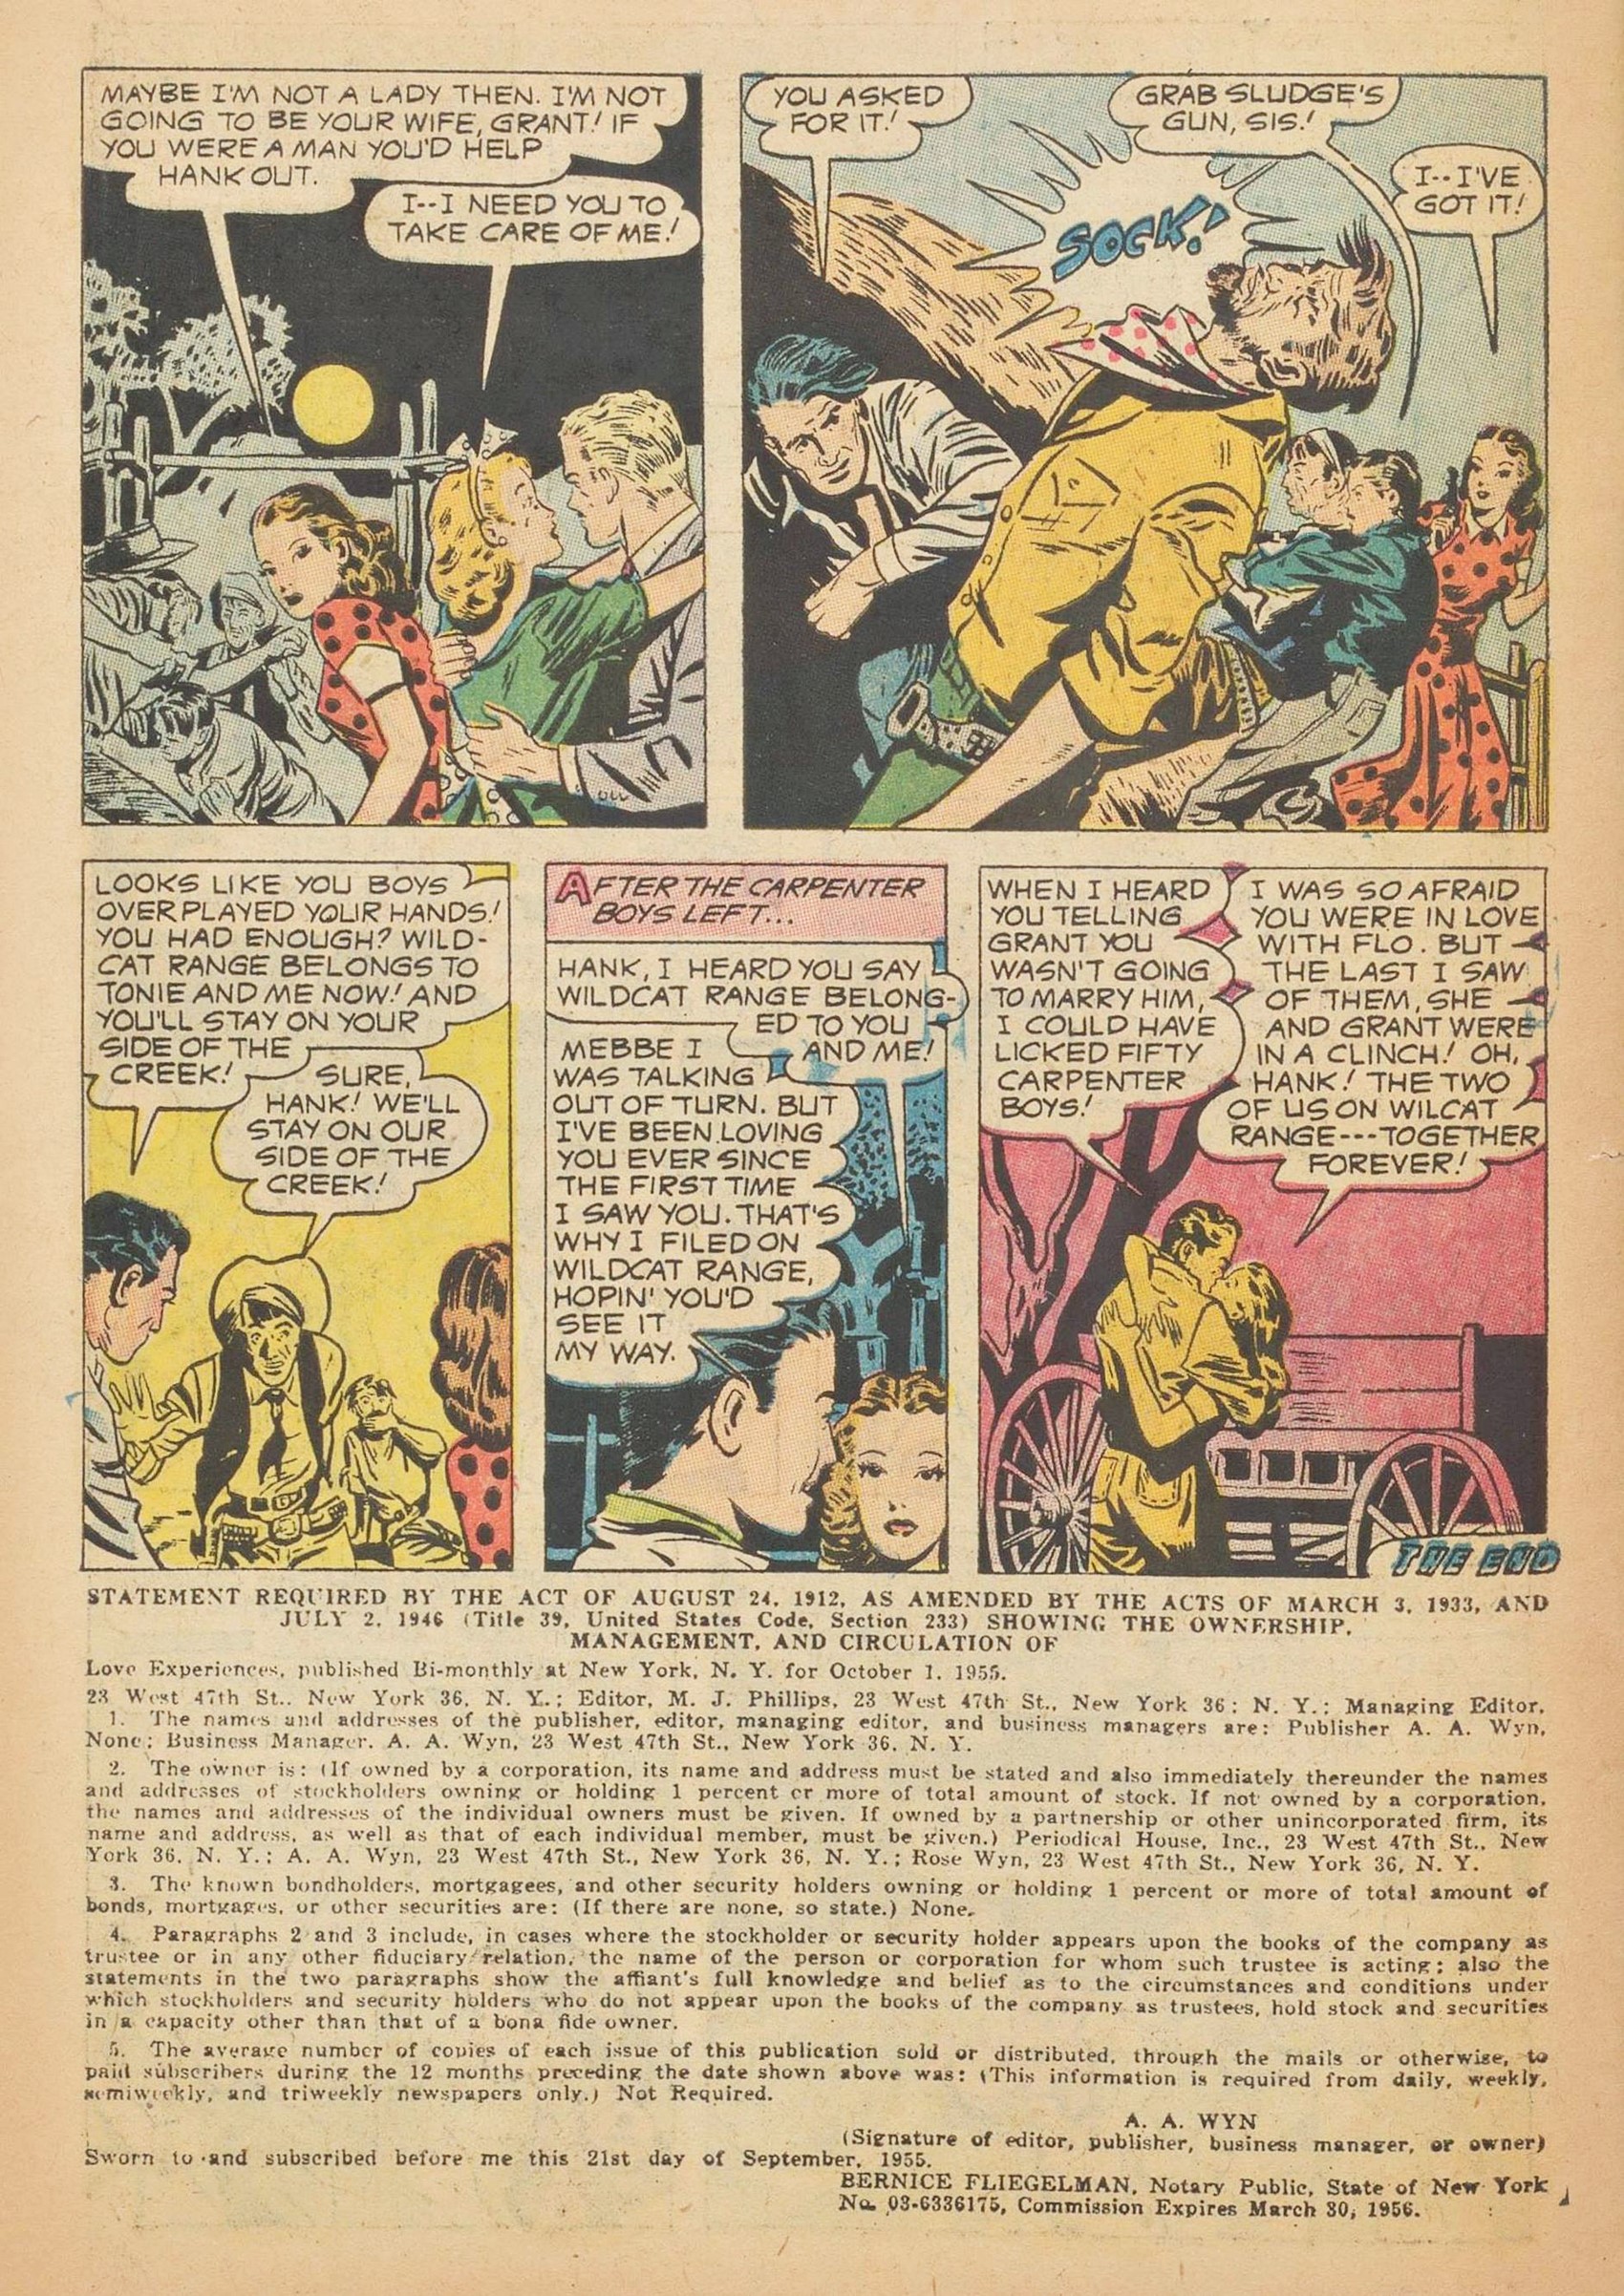 MAYBE I'M NOT A LADY THEN. I'M NOT
GOING TO BE YOUR WIFE, GRANT! IF
YOU WERE A MAN YOU'D HELP
HANK OUT.
I--I NEED YOU TO
TAKE CARE OF ME!
YOU ASKED
FOR IT!
SOCK!
GRAB SLUDGE'S
GUN, SIS!
I--I'VE
GOT IT!
LOOKS LIKE YOU BOYS
OVERPLAYED YOUR HANDS!
YOU HAD ENOUGH? WILD-
CAT RANGE BELONGS TO
TONIE AND ME NOW! AND
YOU'LL STAY ON YOUR
SIDE OF THE
CREEK!
SURE,
HANK! WE'LL
STAY ON OUR
SIDE OF THE
CREEK!
AFTER THE CARPENTER
BOYS LEFT...
HANK, I HEARD YOU SAY
WILDCAT RANGE BELONG-
ED TO YOU
AND ME!
MEBBE I
WAS TALKING
OUT OF TURN. BUT
I'VE BEEN LOVING
YOU EVER SINCE
THE FIRST TIME
I SAW YOU. THAT'S
WHY I FILED ON
WILDCAT RANGE,
HOPIN' YOU'D
SEE IT
MY WAY.
WHEN I HEARD
YOU TELLING
GRANT YOU
WASN'T GOING
TO MARRY HIM,
I COULD HAVE
LICKED FIFTY
CARPENTER
BOYS!
I WAS SO AFRAID
YOU WERE IN LOVE
WITH FLO. BUT
THE LAST I SAW
OF THEM, SHE
AND GRANT WERE
IN A CLINCH! OH,
HANK! THE TWO
OF US ON WILCAT
RANGE---TOGETHER
FOREVER!
THE END
STATEMENT REQUIRED BY THE ACT OF AUGUST 24, 1912, AS AMENDED BY THE ACTS OF MARCH 3, 1933, AND
JULY 2, 1946 (Title 39, United States Code, Section 233) SHOWING THE OWNERSHIP,
MANAGEMENT, AND CIRCULATION OF
Love Experiences, published Bi-monthly at New York, N. Y. for October 1, 1955.
23 West 47th St., New York 36, N. Y.; Editor, M. J. Phillips, 23 West 47th St., New York 36; N. Y.; Managing Editor,
1. The names and addresses of the publisher, editor, managing editor, and business managers are: Publisher A. A. Wyn,
None; Business Manager, A. A. Wyn, 23 West 47th St., New York 36, N. Y.
2. The owner is: (If owned by a corporation, its name and address must be stated and also immediately thereunder the names
and addresses of stockholders owning or holding 1 percent or more of total amount of stock. If not owned by a corporation,
the names and addresses of the individual owners must be given. If owned by a partnership or other unincorporated firm, its
name and address, as well as that of each individual member, must be given.) Periodical House, Inc., 23 West 47th St., New
York 36, N. Y.; A. A. Wyn, 23 West 47th St., New York 36, N. Y.; Rose Wyn, 23 West 47th St., New York 36, N. Y.
3. The known bondholders, mortgagees, and other security holders owning or holding 1 percent or more of total amount of
bonds, mortgages, or other securities are: (If there are none, so state.) None.
4. Paragraphs 2 and 3 include, in cases where the stockholder or security holder appears upon the books of the company as
trustee or in any other fiduciary relation, the name of the person or corporation for whom such trustee is acting; also the
statements in the two paragraphs show the affiant's full knowledge and belief as to the circumstances and conditions under
which stockholders and security holders who do not appear upon the books of the company as trustees, hold stock and securities
in a capacity other than that of a bona fide owner.
5. The average number of copies of each issue of this publication sold or distributed, through the mails or otherwise, to
paid subscribers during the 12 months preceding the date shown above was: (This information is required from daily, weekly,
semiweekly, and triweekly newspapers only.) Not Required.
A. A. WYN
(Signature of editor, publisher, business manager, or owner)
Sworn to and subscribed before me this 21st day of September, 1955.
BERNICE FLIEGELMAN, Notary Public, State of New York
No. 03-6336175, Commission Expires March 30, 1956.